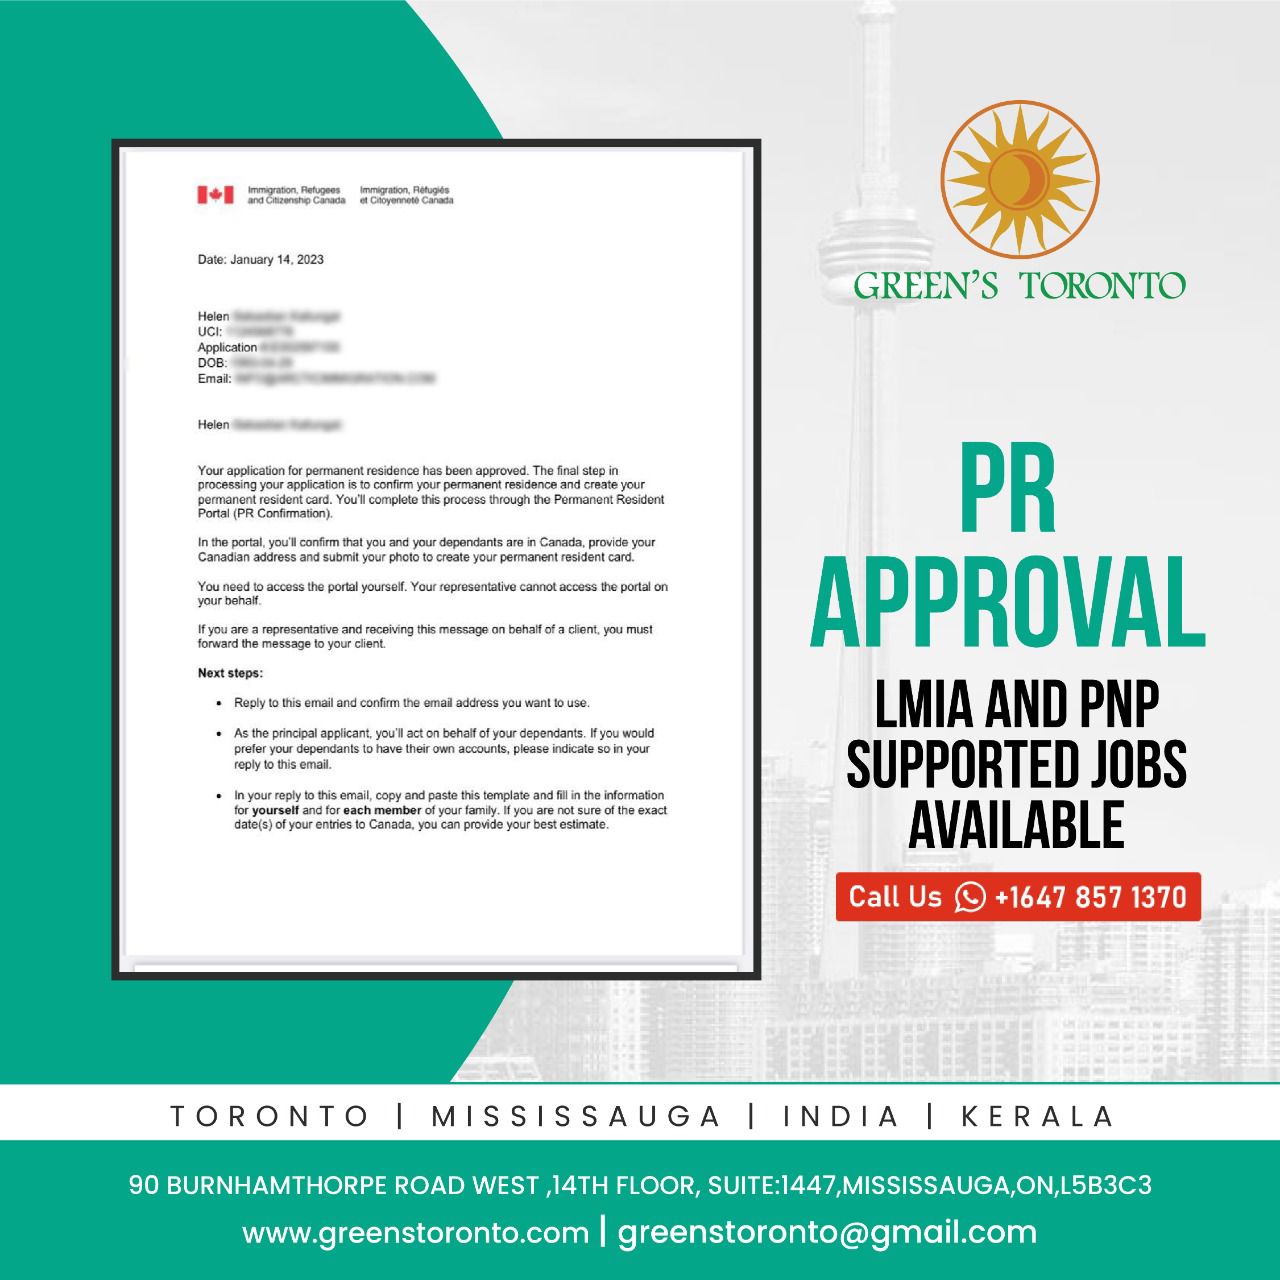 Immigration, Refugees
and Citizenship Canada
Immigration, Réfugiés
et Citoyenneté Canada
Date: January 14, 2023
Helen
UCI:
Application
DOB:
Email:
Helen
Your application for permanent residence has been approved. The final step in
processing your application is to confirm your permanent residence and create your
permanent resident card. You'll complete this process through the Permanent Resident
Portal (PR Confirmation).
In the portal, you'll confirm that you and your dependants are in Canada, provide your
Canadian address and submit your photo to create your permanent resident card.
You need to access the portal yourself. Your representative cannot access the portal on
your behalf.
If you are a representative and receiving this message on behalf of a client, you must
forward the message to your client.
Next steps:
• Reply to this email and confirm the email address you want to use.
• As the principal applicant, you'll act on behalf of your dependants. If you would
prefer your dependants to have their own accounts, please indicate so in your
reply to this email.
• In your reply to this email, copy and paste this template and fill in the information
for yourself and for each member of your family. If you are not sure of the exact
date(s) of your entries to Canada, you can provide your best estimate.
GREEN'S TORONTO
PR
APPROVAL
LMIA AND PNP
SUPPORTED JOBS
AVAILABLE
Call Us +1647 857 1370
TORONTO | MISSISSAUGA | INDIA | KERALA
90 BURNHAMTHORPE ROAD WEST ,14TH FLOOR, SUITE:1447,MISSISSAUGA,ON,L5B3C3
www.greenstoronto.com | greenstoronto@gmail.com